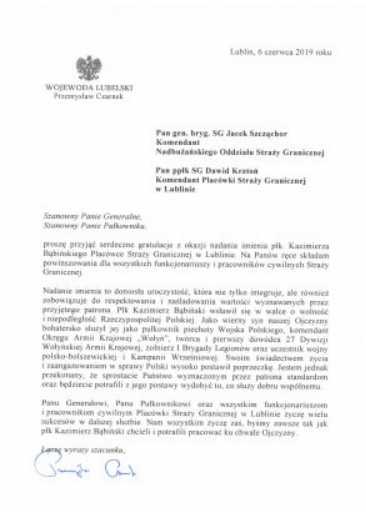 Lublin, 6 czerwca 2019 roku
WOJEWODA LUBELSKI
Przemysław Czarnek
Pan gen. bryg. SG Jacek Szcząchor
Komendant
Nadbużańskiego Oddziału Straży Granicznej
Pan ppłk SG Dawid Krztoń
Komendant Placówki Straży Granicznej
w Lublinie
Szanowny Panie Generale,
Szanowny Panie Pułkowniku,
proszę przyjąć serdeczne gratulacje z okazji nadania imienia płk. Kazimierza
Bąbińskiego Placówce Straży Granicznej w Lublinie. Na Panów ręce składam
powinszowania dla wszystkich funkcjonariuszy i pracowników cywilnych Straży
Granicznej.
Nadanie imienia to doniosła uroczystość, która nie tylko integruje, ale również
zobowiązuje do respektowania i naśladowania wartości wyznawanych przez
przyjętego patrona. Płk Kazimierz Bąbiński wsławił się w walce o wolność
i niepodległość Rzeczypospolitej Polskiej. Jako wierny syn naszej Ojczyzny
bohatersko służył jej jako pułkownik piechoty Wojska Polskiego, komendant
Okręgu Armii Krajowej „Wołyń", twórca i pierwszy dowódca 27 Dywizji
Wołyńskiej Armii Krajowej, żołnierz I Brygady Legionów oraz uczestnik wojny
polsko-bolszewickiej i Kampanii Wrześniowej. Swoim świadectwem życia
i zaangażowaniem w sprawy Polski wysoko postawił poprzeczkę. Jestem jednak
przekonany, że sprostacie Państwo wyznaczonym przez patrona standardom
oraz będziecie potrafili z jego postawy wydobyć to, co służy dobru wspólnemu.
Panu Generałowi, Panu Pułkownikowi oraz wszystkim funkcjonariuszom
i pracownikom cywilnym Placówki Straży Granicznej w Lublinie życzę wielu
sukcesów w dalszej służbie. Nam wszystkim życzę zaś, byśmy zawsze tak jak
płk Kazimierz Bąbiński chcieli i potrafili pracować ku chwale Ojczyzny.
Łączę wyrazy szacunku,